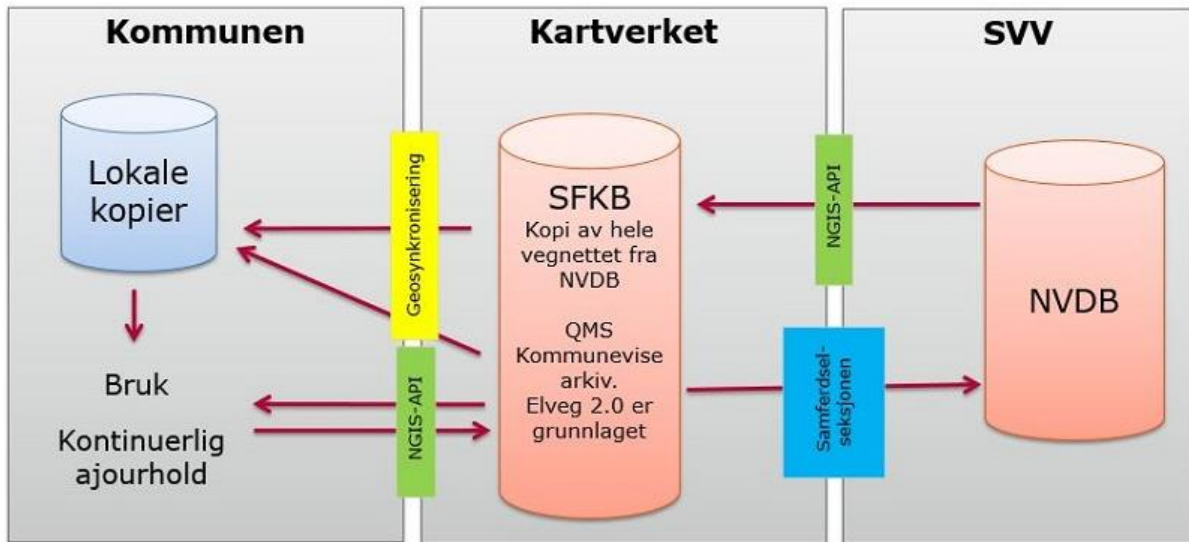 Kommunen
Lokale
kopier
Bruk
Kontinuerlig
ajourhold
Geosynkronisering
NGIS-API
Kartverket
SFKB
Kopi av hele
vegnettet fra
NVDB
QMS
Kommunevise
arkiv.
Elveg 2.0 er
grunnlaget
NGIS-API
Samferdsel-
seksjonen
SVV
NVDB